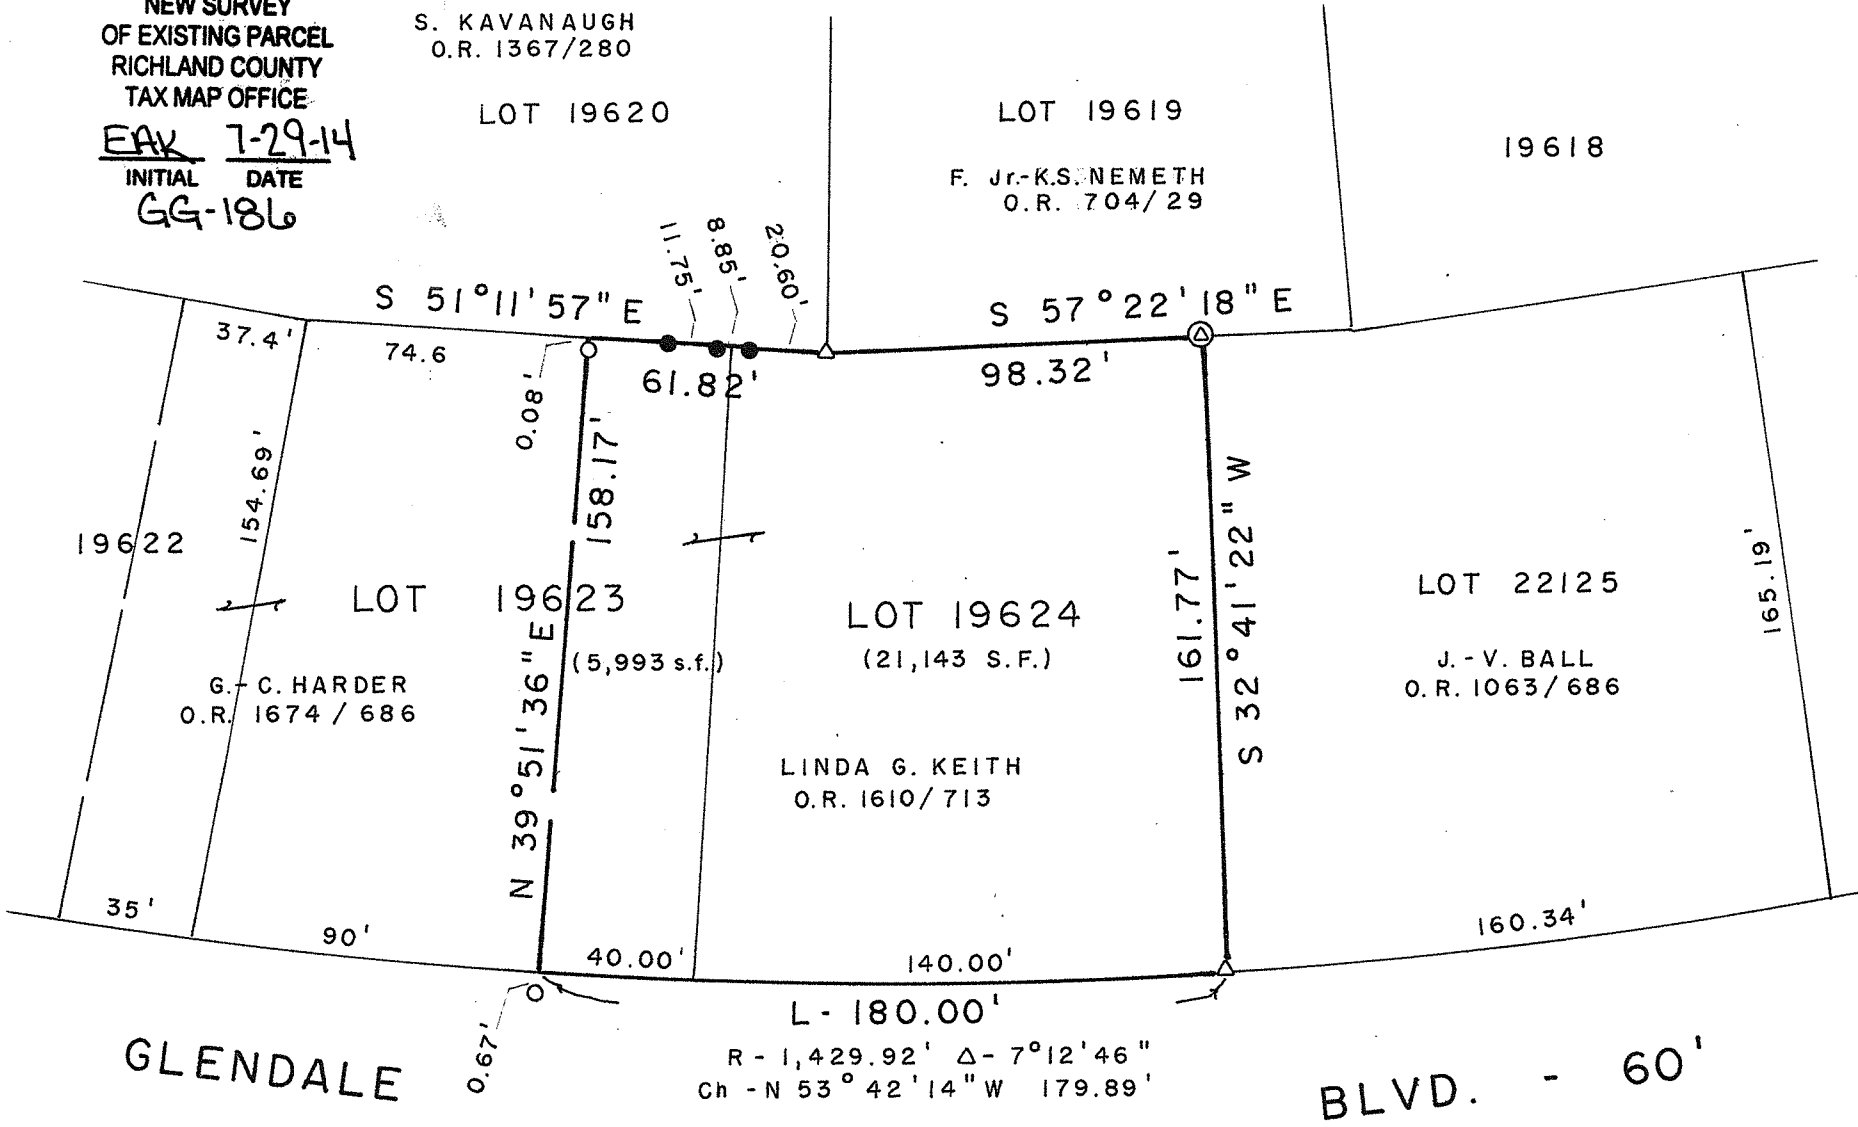 NEW SURVEY
OF EXISTING PARCEL
RICHLAND COUNTY
TAX MAP OFFICE
EAK 7-29-14
INITIAL DATE
GG-186
S. KAVANAUGH
O.R. 1367/280
LOT 19620
LOT 19619
F. Jr.-K.S. NEMETH
O.R. 704/29
19618
11.75'
8.85'
20.60'
S 51°11'57" E
S 57°22'18" E
37.4'
74.6
0.08'
61.82'
98.32'
154.69'
158.17'
19622
LOT 19623
(5,993 s.f.)
G.-C. HARDER
O.R. 1674 / 686
N 39°51'36" E
LOT 19624
(21,143 S.F.)
LINDA G. KEITH
O.R. 1610/713
161.77'
S 32°41'22" W
LOT 22125
J.-V. BALL
O.R. 1063/686
165.19'
35'
90'
40.00'
140.00'
160.34'
0.67'
L - 180.00'
R - 1,429.92' Δ - 7°12'46"
Ch - N 53°42'14" W 179.89'
GLENDALE BLVD. - 60'